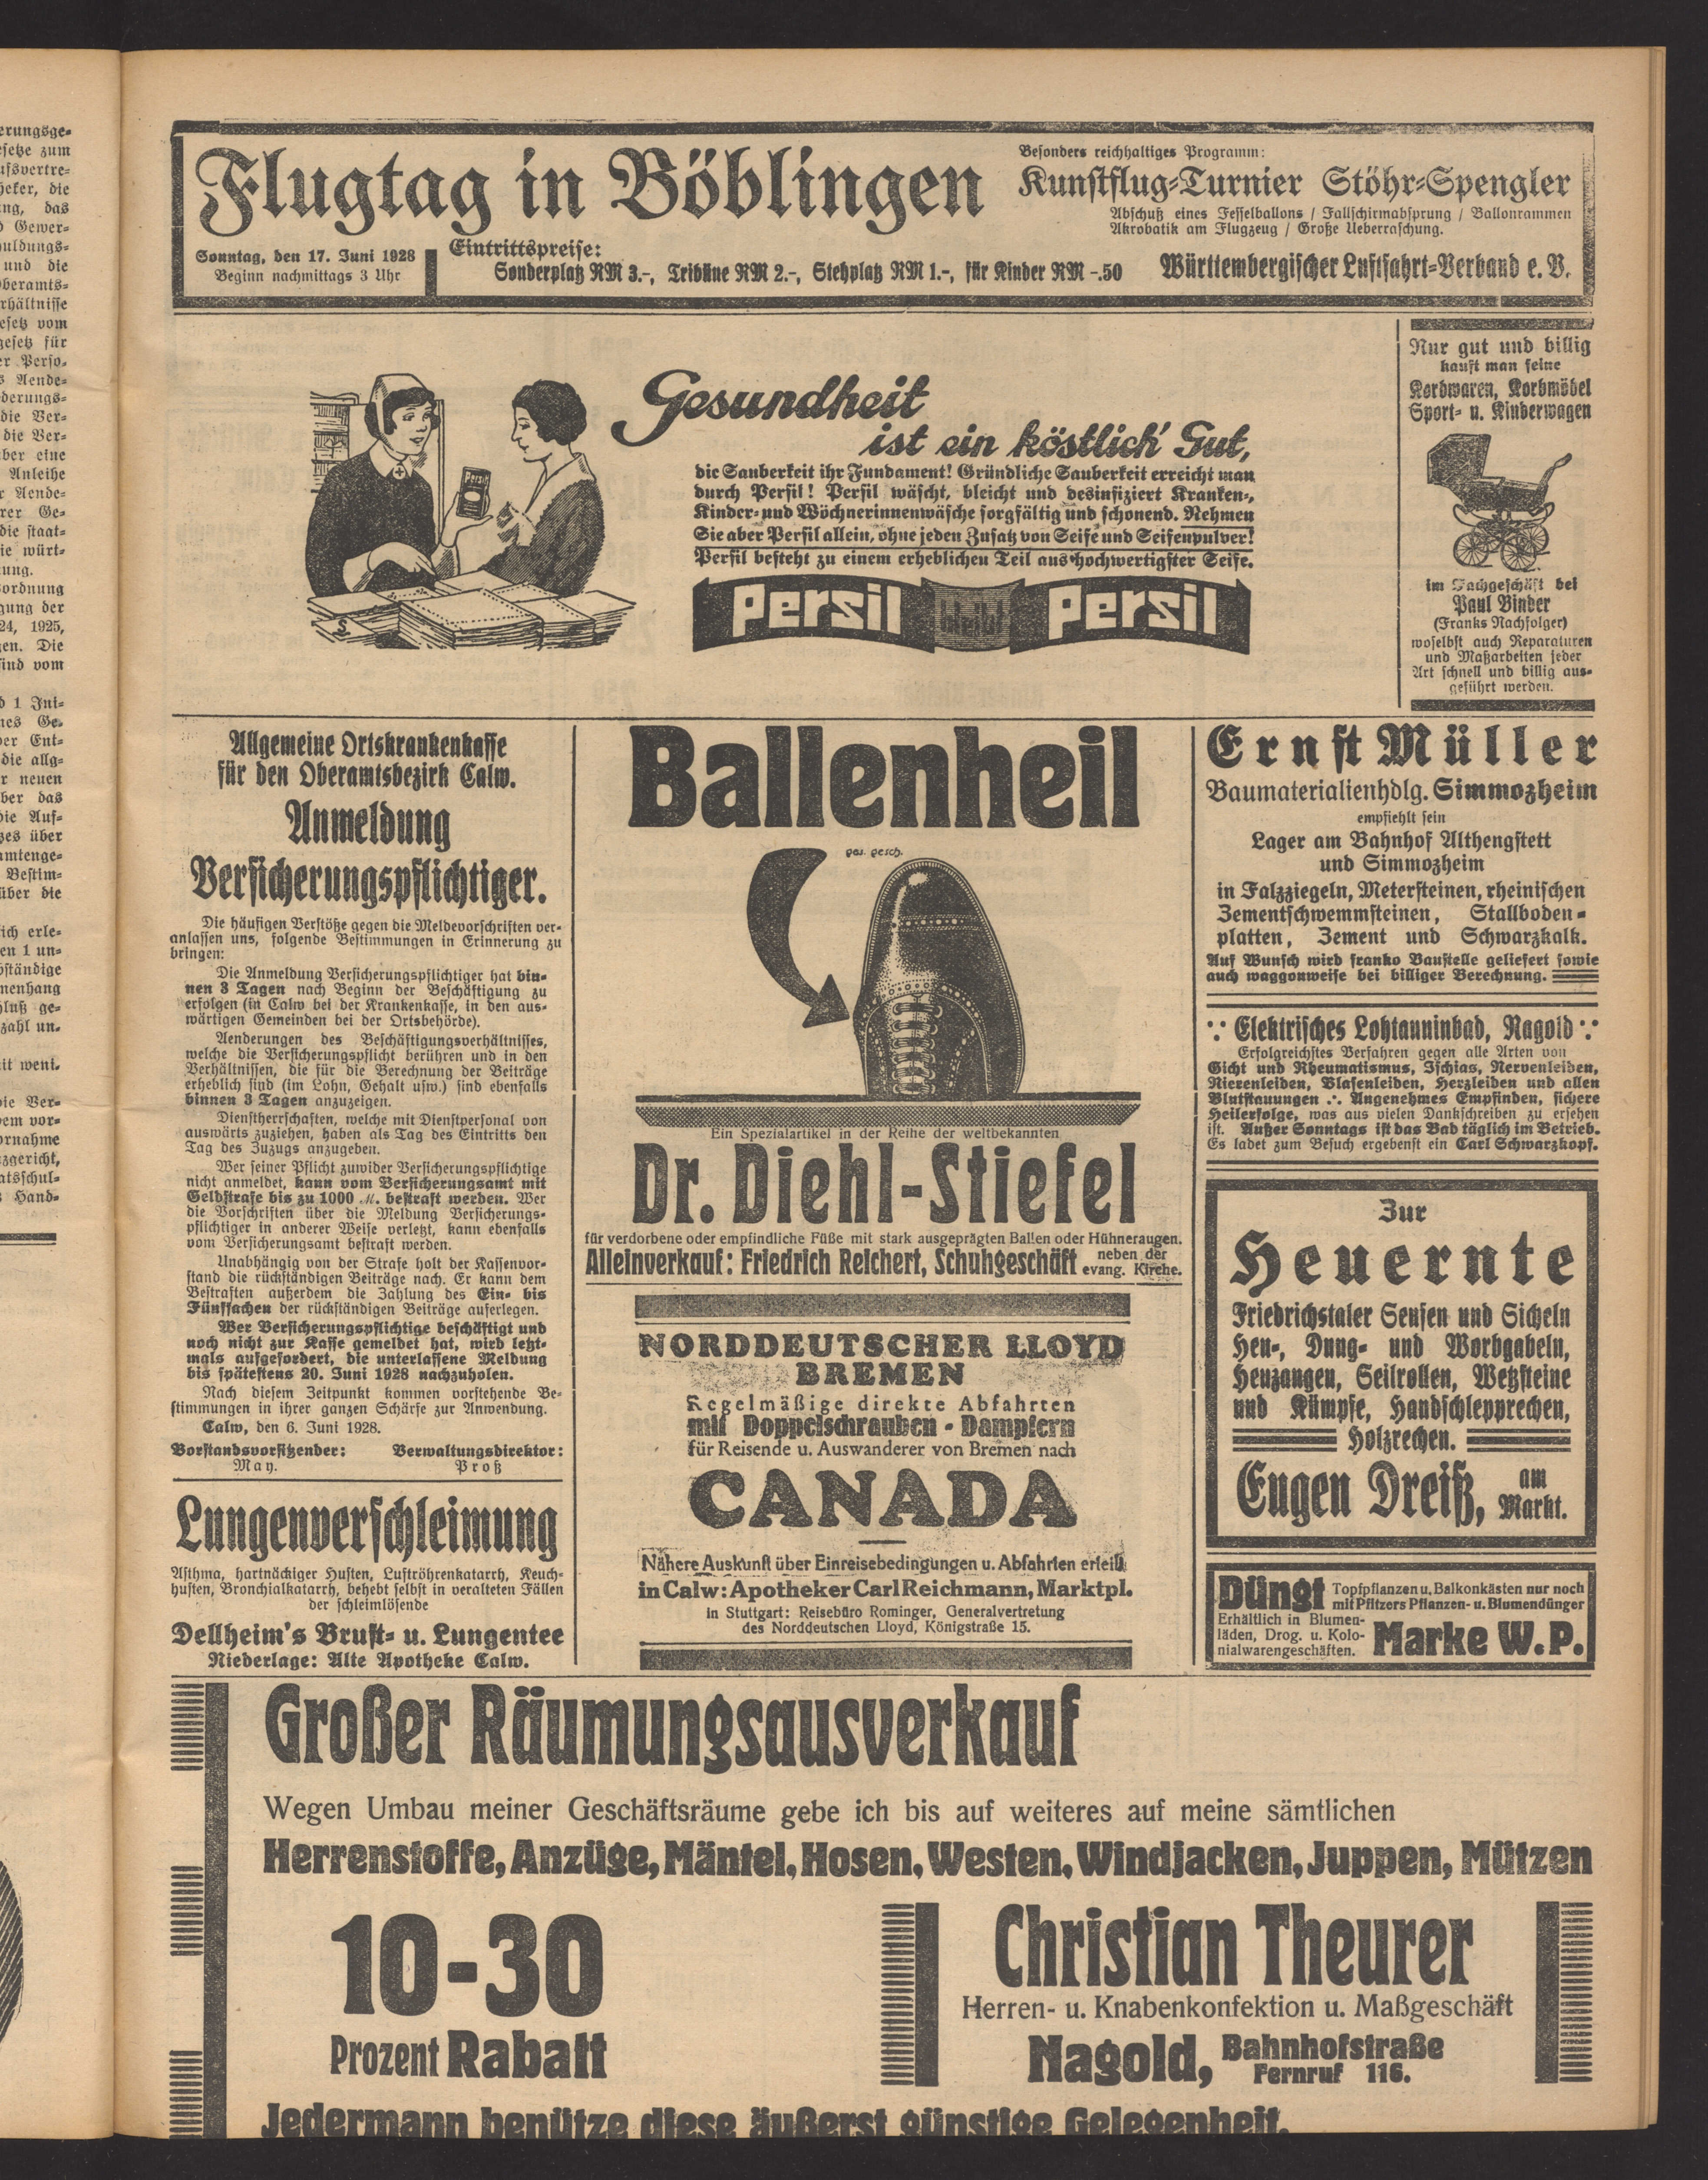 Flugtag in Böblingen
Sonntag, den 17. Juni 1928
Beginn nachmittags 3 Uhr
Eintrittspreise:
Sonderplatz RM 3.-, Tribüne RM 2.-, Stehplatz RM 1.-, für Kinder RM -.50
Besonders reichhaltiges Programm:
Kunstflug-Turnier Stöhr-Spengler
Abschuß eines Fesselballons / Fallschirmabsprung / Ballonrammen
Akrobatik am Flugzeug / Große Ueberraschung.
Württembergischer Luftfahrt-Verband e. V.
Gesundheit
ist ein köstlich' Gut,
die Sauberkeit ihr Fundament! Gründliche Sauberkeit erreicht man
durch Persil! Persil wäscht, bleicht und desinfiziert Kranken-,
Kinder- und Wöchnerinnenwäsche sorgfältig und schonend. Nehmen
Sie aber Persil allein, ohne jeden Zusatz von Seife und Seifenpulver!
Persil besteht zu einem erheblichen Teil aus hochwertigster Seife.
Persil bleibt Persil
Nur gut und billig
kauft man seine
Korbwaren, Korbmöbel
Sport- u. Kinderwagen
im Fachgeschäft bei
Paul Binder
(Franks Nachfolger)
woselbst auch Reparaturen
und Maßarbeiten jeder
Art schnell und billig aus-
geführt werden.
Allgemeine Ortskrankenkasse
für den Oberamtsbezirk Calw.
Anmeldung
Versicherungspflichtiger.
Die häufigen Verstöße gegen die Meldevorschriften ver-
anlassen uns, folgende Bestimmungen in Erinnerung zu
bringen:
Die Anmeldung Versicherungspflichtiger hat bin-
nen 3 Tagen nach Beginn der Beschäftigung zu
erfolgen (in Calw bei der Krankenkasse, in den aus-
wärtigen Gemeinden bei der Ortsbehörde).
Aenderungen des Beschäftigungsverhältnisses,
welche die Versicherungspflicht berühren und in den
Verhältnissen, die für die Berechnung der Beiträge
erheblich sind (im Lohn, Gehalt usw.) sind ebenfalls
binnen 3 Tagen anzuzeigen.
Dienstherrschaften, welche mit Dienstpersonal von
auswärts zuziehen, haben als Tag des Eintritts den
Tag des Zuzugs anzugeben.
Wer seiner Pflicht zuwider Versicherungspflichtige
nicht anmeldet, kann vom Versicherungsamt mit
Geldstrafe bis zu 1000 M. bestraft werden. Wer
die Vorschriften über die Meldung Versicherungs-
pflichtiger in anderer Weise verletzt, kann ebenfalls
vom Versicherungsamt bestraft werden.
Unabhängig von der Strafe holt der Kassenvor-
stand die rückständigen Beiträge nach. Er kann dem
Bestraften außerdem die Zahlung des Ein- bis
Fünffachen der rückständigen Beiträge auferlegen.
Wer Versicherungspflichtige beschäftigt und
noch nicht zur Kasse gemeldet hat, wird letzt-
mals aufgefordert, die unterlassene Meldung
bis spätestens 20. Juni 1928 nachzuholen.
Nach diesem Zeitpunkt kommen vorstehende Be-
stimmungen in ihrer ganzen Schärfe zur Anwendung.
Calw, den 6. Juni 1928.
Vorstandsvorsitzender: Verwaltungsdirektor:
May. Proß
Lungenverschleimung
Asthma, hartnäckiger Husten, Luftröhrenkatarrh, Keuch-
husten, Bronchialkatarrh, behebt selbst in veralteten Fällen
der schleimlösende
Dellheim's Brust- u. Lungentee
Niederlage: Alte Apotheke Calw.
Ballenheil
ges. gesch.
Ein Spezialartikel in der Reihe der weltbekannten
Dr. Diehl-Stiefel
für verdorbene oder empfindliche Füße mit stark ausgeprägten Ballen oder Hühneraugen.
Alleinverkauf: Friedrich Reichert, Schuhgeschäft neben der
evang. Kirche.
NORDDEUTSCHER LLOYD
BREMEN
Regelmäßige direkte Abfahrten
mit Doppelschrauben - Dampfern
für Reisende u. Auswanderer von Bremen nach
CANADA
Nähere Auskunft über Einreisebedingungen u. Abfahrten erteilt
in Calw: Apotheker Carl Reichmann, Marktpl.
in Stuttgart: Reisebüro Rominger, Generalvertretung
des Norddeutschen Lloyd, Königstraße 15.
Ernst Müller
Baumaterialienhdlg. Simmozheim
empfiehlt sein
Lager am Bahnhof Althengstett
und Simmozheim
in Falzziegeln, Metersteinen, rheinischen
Zementschwemmsteinen, Stallboden-
platten, Zement und Schwarzkalk.
Auf Wunsch wird franko Baustelle geliefert sowie
auch waggonweise bei billiger Berechnung.
Elektrisches Lohtanninbad, Nagold
Erfolgreichstes Verfahren gegen alle Arten von
Gicht und Rheumatismus, Ischias, Nervenleiden,
Nierenleiden, Blasenleiden, Herzleiden und allen
Blutstauungen .·. Angenehmes Empfinden, sichere
Heilerfolge, was aus vielen Dankschreiben zu ersehen
ist. Außer Sonntags ist das Bad täglich im Betrieb.
Es ladet zum Besuch ergebenst ein Carl Schwarzkopf.
Zur
Heuernte
Friedrichstaler Sensen und Sicheln
Heu-, Dung- und Worbgabeln,
Heuzangen, Seilrollen, Wetzsteine
und Kümpfe, Handschlepprechen,
Holzrechen.
Eugen Dreiß, am
Markt.
Düngt Topfpflanzen u. Balkonkästen nur noch
mit Pfitzers Pflanzen- u. Blumendünger
Erhältlich in Blumen-
läden, Drog. u. Kolo-
nialwarengeschäften.
Marke W. P.
Großer Räumungsausverkauf
Wegen Umbau meiner Geschäftsräume gebe ich bis auf weiteres auf meine sämtlichen
Herrenstoffe, Anzüge, Mäntel, Hosen, Westen, Windjacken, Juppen, Mützen
10-30
Prozent Rabatt
Christian Theurer
Herren- u. Knabenkonfektion u. Maßgeschäft
Nagold, Bahnhofstraße
Fernruf 116.
Jedermann benütze diese äußerst günstige Gelegenheit.